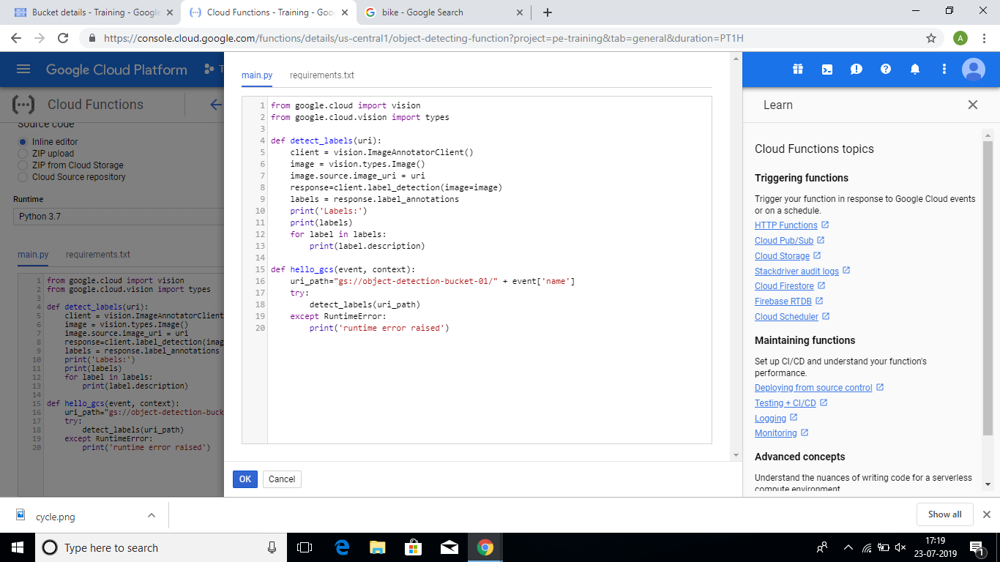 Bucket details - Training - Google
Cloud Functions - Training - Goo
bike - Google Search
https://console.cloud.google.com/functions/details/us-central1/object-detecting-function?project=pe-training&tab=general&duration=PT1H
A
Google Cloud Platform
T
Cloud Functions
Source code
Inline editor
ZIP upload
ZIP from Cloud Storage
Cloud Source repository
Runtime
Python 3.7
main.py requirements.txt
1 from google.cloud import vision
2 from google.cloud.vision import types
3
4 def detect_labels(uri):
5 client = vision.ImageAnnotatorClient
6 image = vision.types.Image()
7 image.source.image_uri = uri
8 response=client.label_detection(imag
9 labels = response.label_annotations
10 print('Labels:')
11 print(labels)
12 for label in labels:
13 print(label.description)
14
15 def hello_gcs(event, context):
16 uri_path="gs://object-detection-buck
17 try:
18 detect_labels(uri_path)
19 except RuntimeError:
20 print('runtime error raised')
main.py requirements.txt
1 from google.cloud import vision
2 from google.cloud.vision import types
3
4 def detect_labels(uri):
5 client = vision.ImageAnnotatorClient()
6 image = vision.types.Image()
7 image.source.image_uri = uri
8 response=client.label_detection(image=image)
9 labels = response.label_annotations
10 print('Labels:')
11 print(labels)
12 for label in labels:
13 print(label.description)
14
15 def hello_gcs(event, context):
16 uri_path="gs://object-detection-bucket-01/" + event['name']
17 try:
18 detect_labels(uri_path)
19 except RuntimeError:
20 print('runtime error raised')
OK Cancel
Learn
Cloud Functions topics
Triggering functions
Trigger your function in response to Google Cloud events
or on a schedule.
HTTP Functions
Cloud Pub/Sub
Cloud Storage
Stackdriver audit logs
Cloud Firestore
Firebase RTDB
Cloud Scheduler
Maintaining functions
Set up CI/CD and understand your function's
performance.
Deploying from source control
Testing + CI/CD
Logging
Monitoring
Advanced concepts
Understand the nuances of writing code for a serverless
compute environment
cycle.png
Show all
Type here to search
17:19
23-07-2019
1